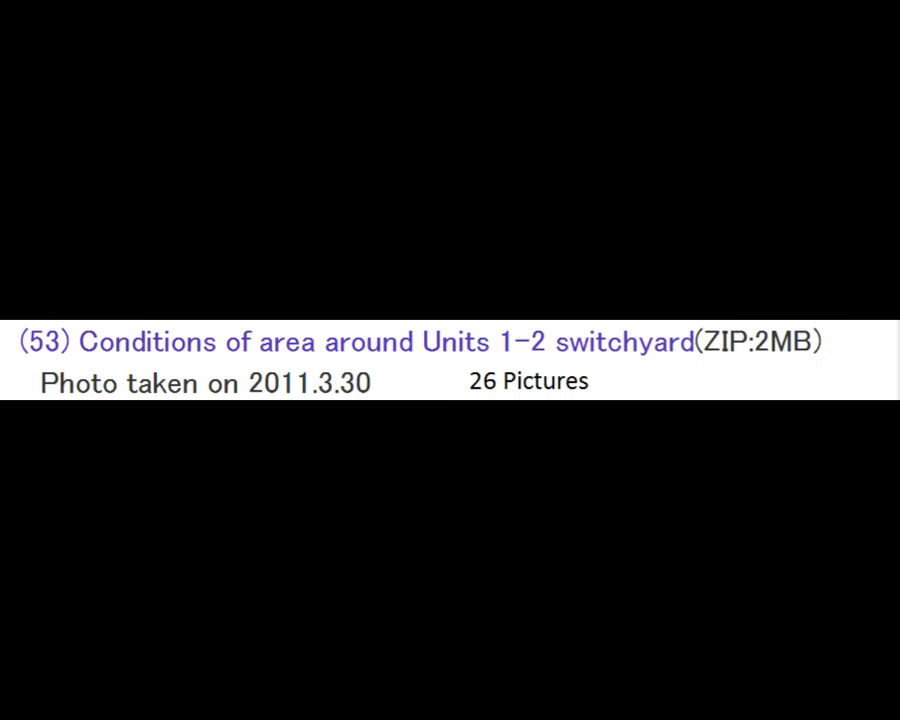 (53) Conditions of area around Units 1-2 switchyard(ZIP:2MB)
Photo taken on 2011.3.30 26 Pictures